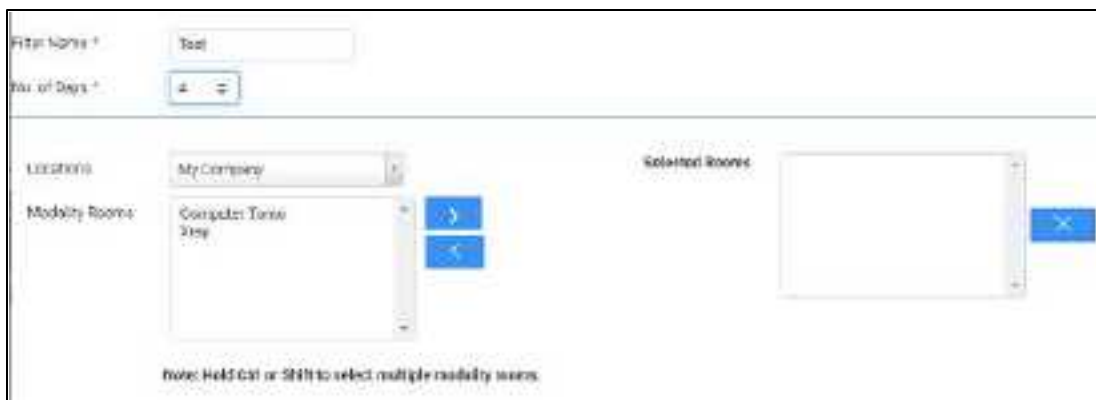 Filter Name *
Test
No. of Days *
4
Locations
My Company
Selected Rooms
Modality Rooms
Computer Tomo
Xray
Note: Hold Ctrl or Shift to select multiple modality rooms.